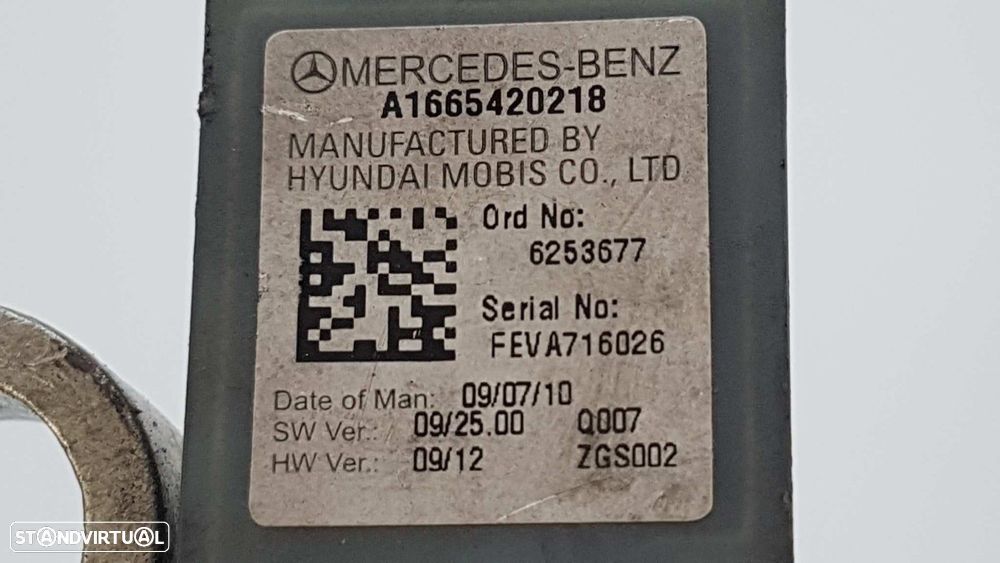 MERCEDES-BENZ
A1665420218
MANUFACTURED BY
HYUNDAI MOBIS CO., LTD
Ord No:
6253677
Serial No:
FEVA716026
Date of Man: 09/07/10
SW Ver.: 09/25.00 Q007
HW Ver.: 09/12 ZGS002
STANDVIRTUAL